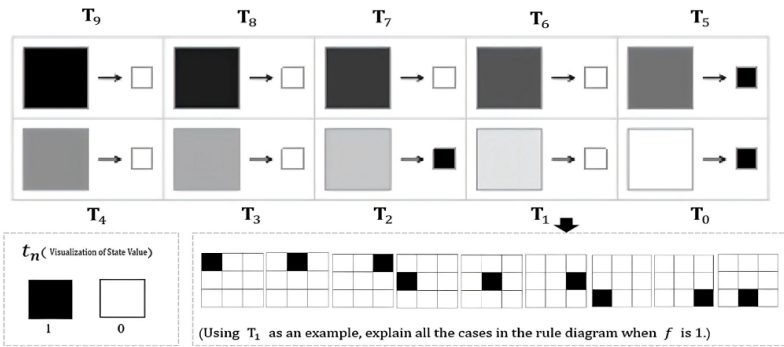 T₉ T₈ T₇ T₆ T₅
T₄ T₃ T₂ T₁ T₀
tₙ( Visualization of State Value)
1 0
(Using T₁ as an example, explain all the cases in the rule diagram when f is 1.)